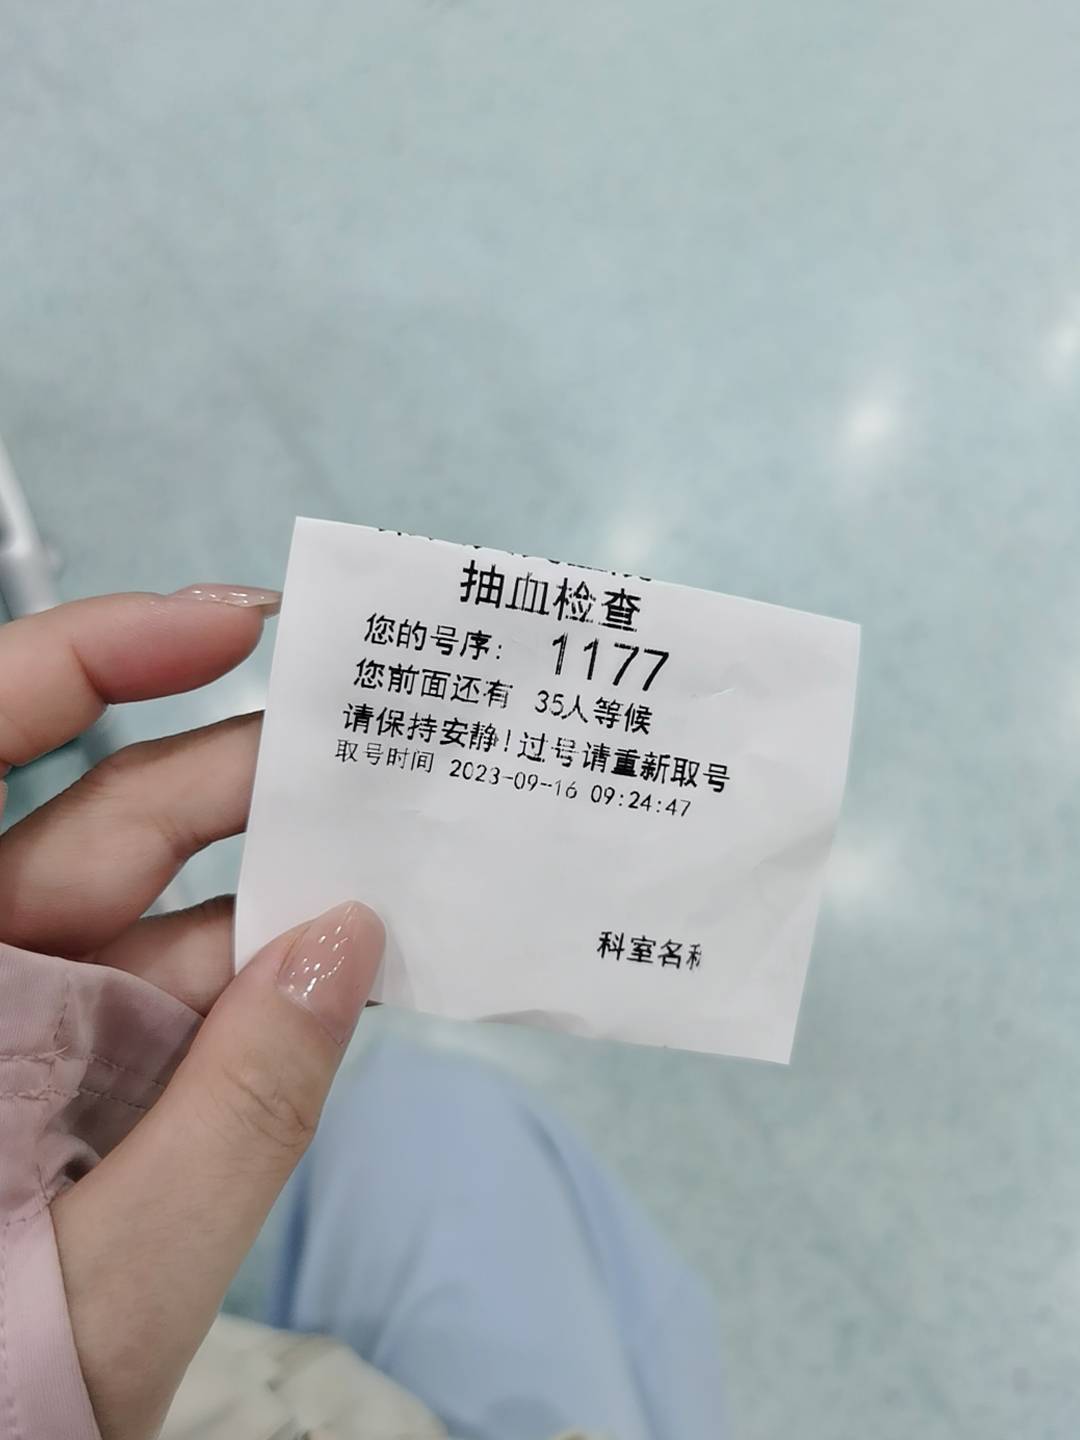 抽血检查
您的号序: 1177
您前面还有 35人等候
请保持安静!过号请重新取号
取号时间 2023-09-16 09:24:47
科室名称